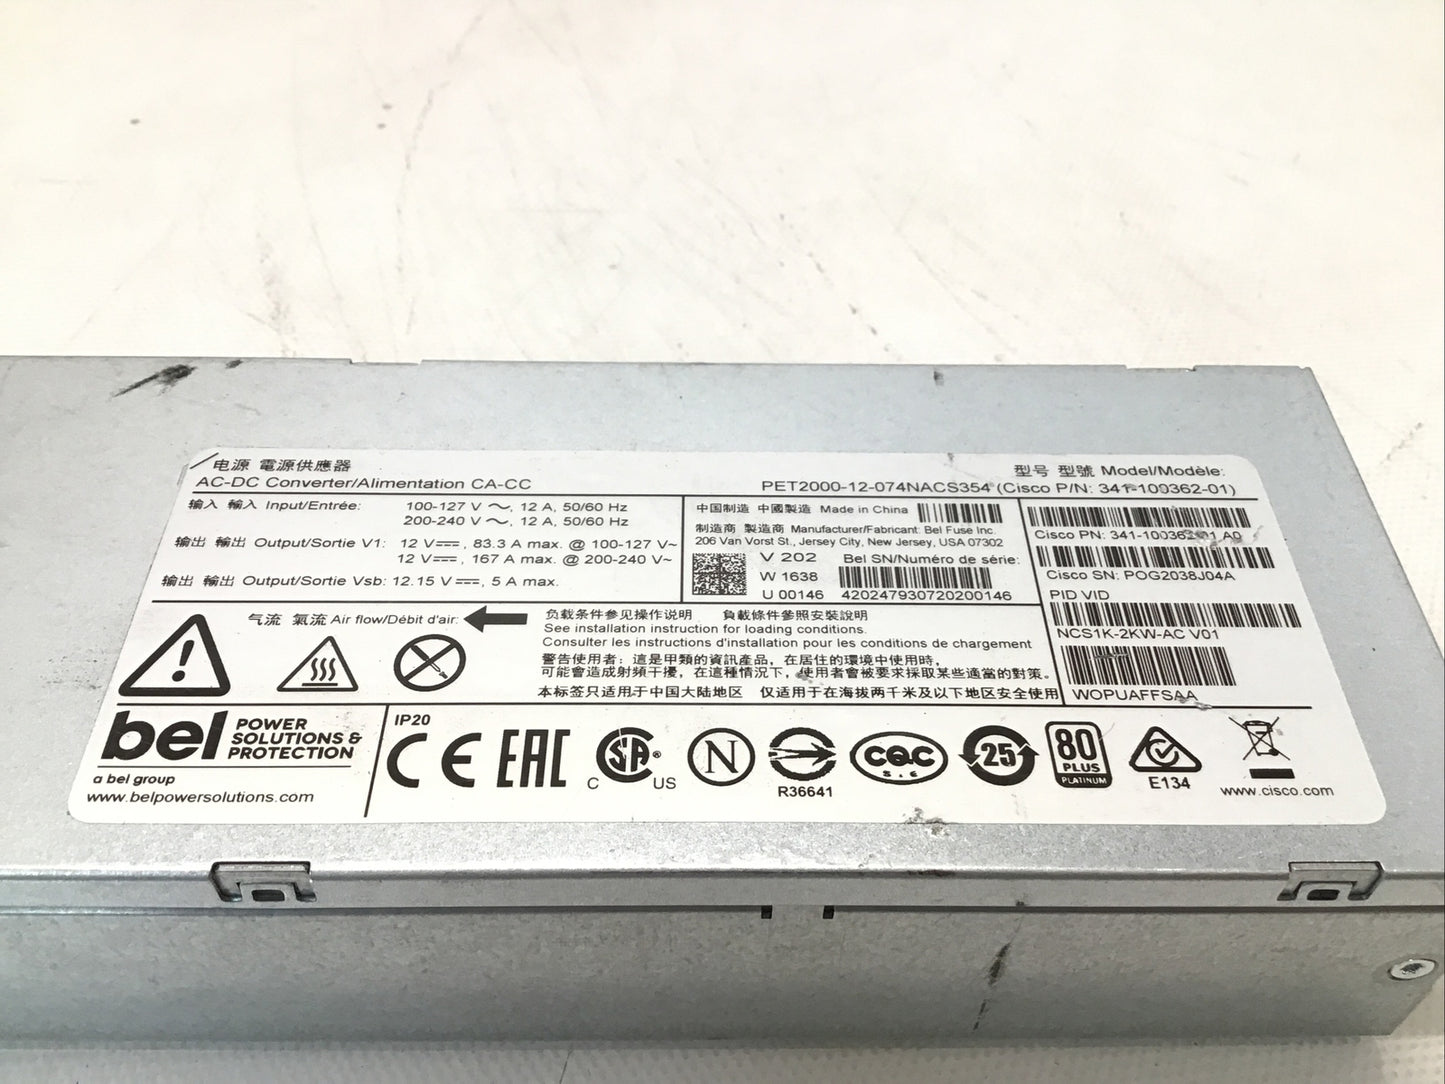 电源 電源供應器
AC-DC Converter/Alimentation CA-CC
型号 型號 Model/Modèle:
PET2000-12-074NACS354 (Cisco P/N: 341-100362-01)
输入 輸入 Input/Entrée: 100-127 V ~, 12 A, 50/60 Hz
200-240 V ~, 12 A, 50/60 Hz
输出 輸出 Output/Sortie V1: 12 V⎓, 83.3 A max. @ 100-127 V~
12 V⎓, 167 A max. @ 200-240 V~
输出 輸出 Output/Sortie Vsb: 12.15 V⎓, 5 A max.
中国制造 中國製造 Made in China
制造商 製造商 Manufacturer/Fabricant: Bel Fuse Inc.
206 Van Vorst St., Jersey City, New Jersey, USA 07302
V 202 Bel SN/Numéro de série:
W 1638
U 00146 420247930720200146
Cisco PN: 341-100362-01 A0
Cisco SN: POG2038J04A
PID VID
NCS1K-2KW-AC V01
WOPUAFFSAA
气流 氣流 Air flow/Débit d'air:
负载条件参见操作说明 負載條件參照安裝說明
See installation instruction for loading conditions.
Consulter les instructions d'installation pour les conditions de chargement
警告使用者：這是甲類的資訊產品，在居住的環境中使用時，
可能會造成射頻干擾，在這種情況下，使用者會被要求採取某些適當的對策。
本标签只适用于中国大陆地区 仅适用于在海拔两千米及以下地区安全使用
bel POWER SOLUTIONS & PROTECTION
a bel group
www.belpowersolutions.com
IP20
CE EAC C SA ® US N
R36641
CQC
S & E
25
80 PLUS
PLATINUM
E134
www.cisco.com